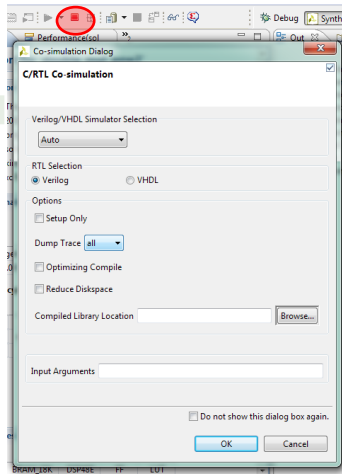 Debug Synth
Performance(sol Out
Co-simulation Dialog
C/RTL Co-simulation
Verilog/VHDL Simulator Selection
Auto
RTL Selection
Verilog VHDL
Options
Setup Only
Dump Trace all
Optimizing Compile
Reduce Diskspace
Compiled Library Location Browse...
Input Arguments
Do not show this dialog box again.
OK Cancel
BRAM_18K DSP48E FF LUT